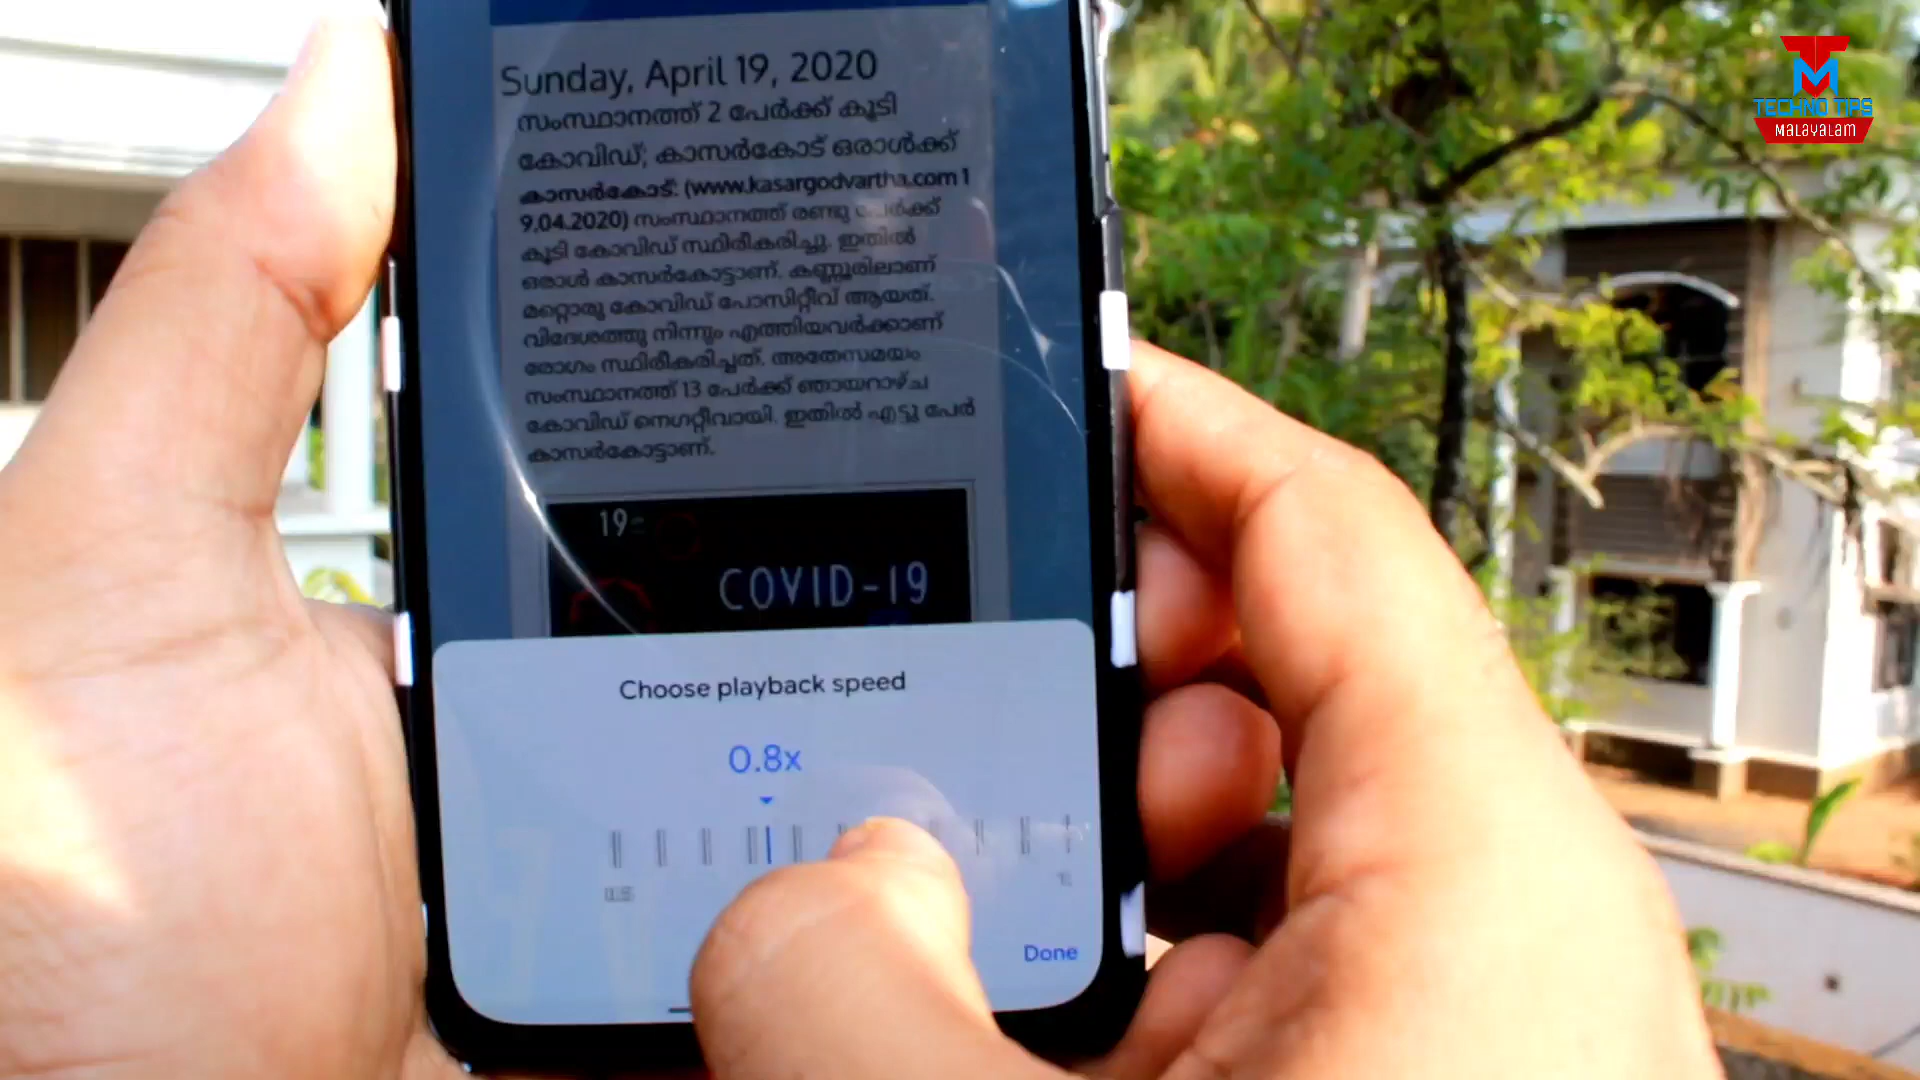 Sunday, April 19, 2020
സംസ്ഥാനത്ത് 2 പേർക്ക് കൂടി
കോവിഡ്; കാസർകോട് ഒരാൾക്ക്
കാസർകോട്: (www.kasargodvartha.com 1
9.04.2020) സംസ്ഥാനത്ത് രണ്ടു പേർക്ക്
കൂടി കോവിഡ് സ്ഥിരീകരിച്ചു. ഇതിൽ
ഒരാൾ കാസർകോട്ടാണ്. കണ്ണൂരിലാണ്
മറ്റൊരു കോവിഡ് പോസിറ്റീവ് ആയത്.
വിദേശത്തു നിന്നും എത്തിയവർക്കാണ്
രോഗം സ്ഥിരീകരിച്ചത്. അതേസമയം
സംസ്ഥാനത്ത് 13 പേർക്ക് ഞായറാഴ്ച
കോവിഡ് നെഗറ്റീവായി. ഇതിൽ എട്ടു പേർ
കാസർകോട്ടാണ്.
19
COVID-19
Choose playback speed
0.8x
Done
TECHNO TIPS
MALAYALAM